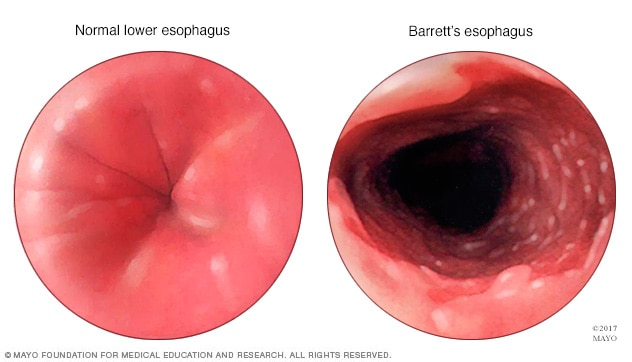 Normal lower esophagus
Barrett's esophagus
©2017
MAYO
© MAYO FOUNDATION FOR MEDICAL EDUCATION AND RESEARCH. ALL RIGHTS RESERVED.